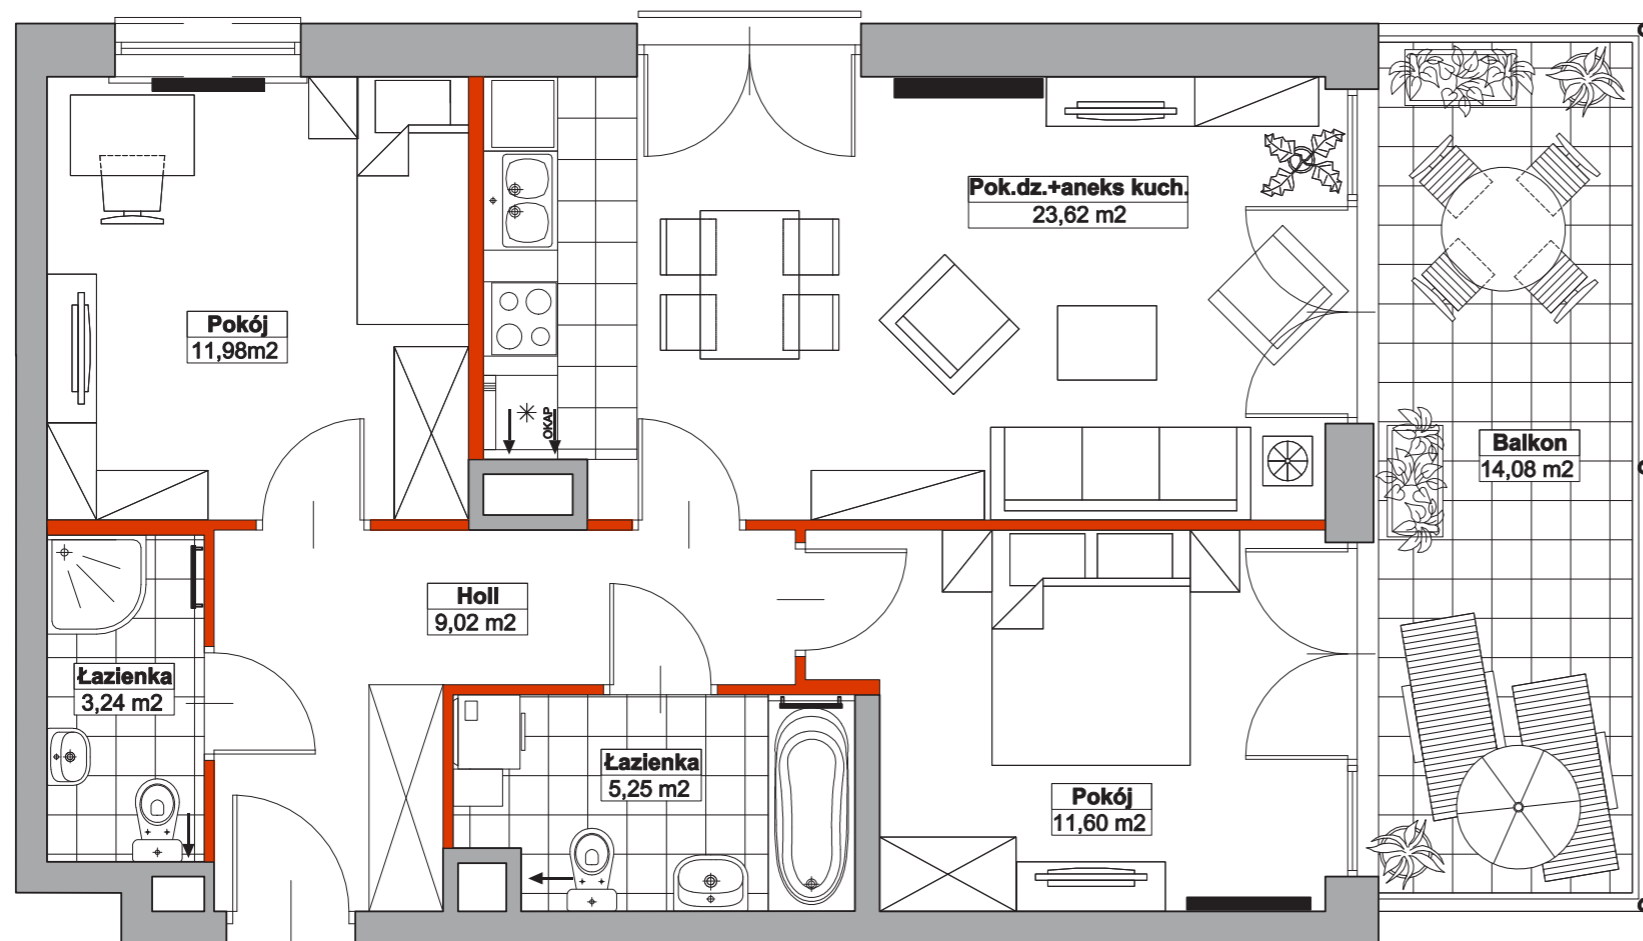 Pok.dz.+aneks kuch.
23,62 m2
Pokój
11,98m2
OKAP
Balkon
14,08 m2
Holl
9,02 m2
Łazienka
3,24 m2
Łazienka
5,25 m2
Pokój
11,60 m2